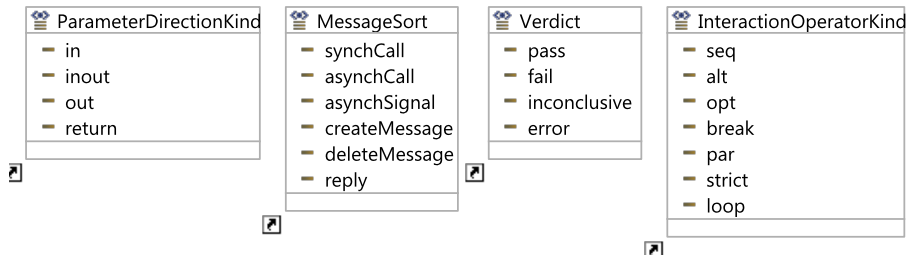 ParameterDirectionKind
in
inout
out
return
MessageSort
synchCall
asynchCall
asynchSignal
createMessage
deleteMessage
reply
Verdict
pass
fail
inconclusive
error
InteractionOperatorKind
seq
alt
opt
break
par
strict
loop